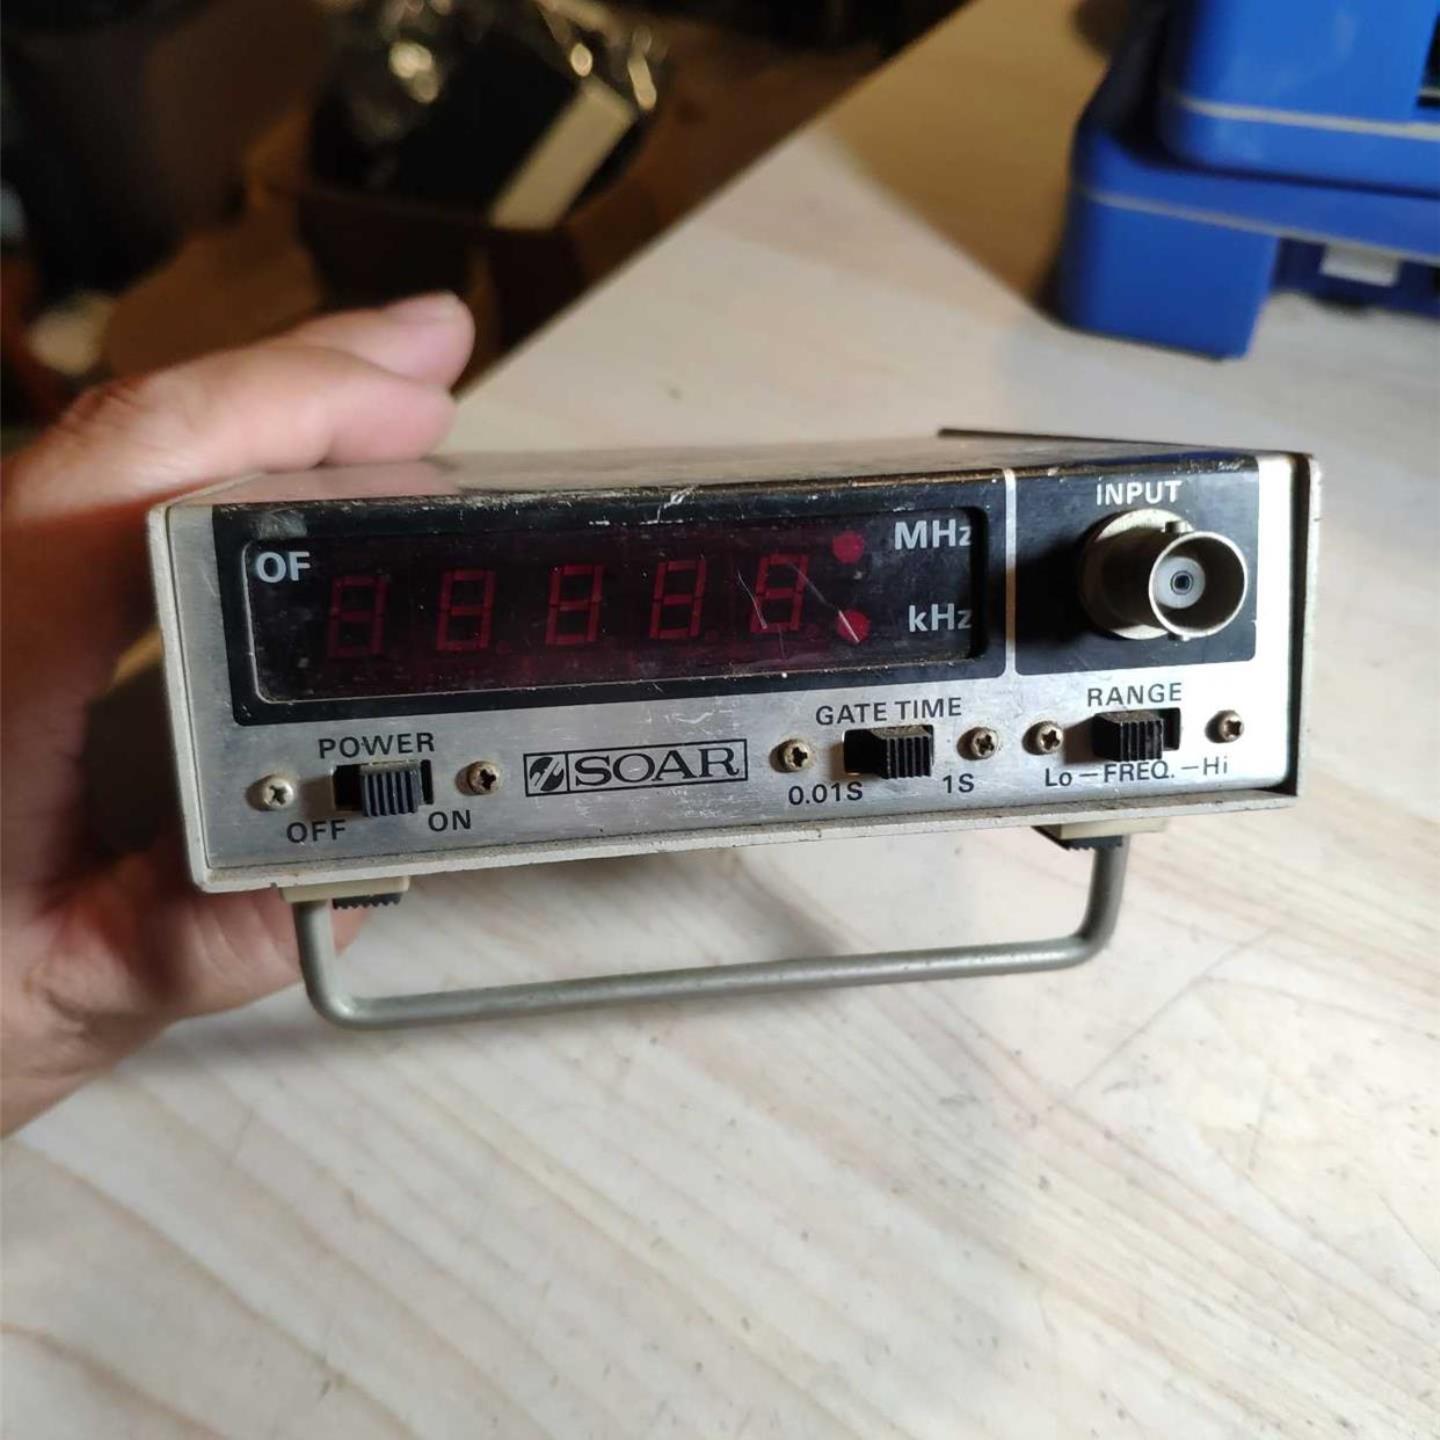 OF
MHz
kHz
INPUT
POWER
OFF ON
SOAR
GATE TIME
0.01S 1S
RANGE
Lo – FREQ. – Hi